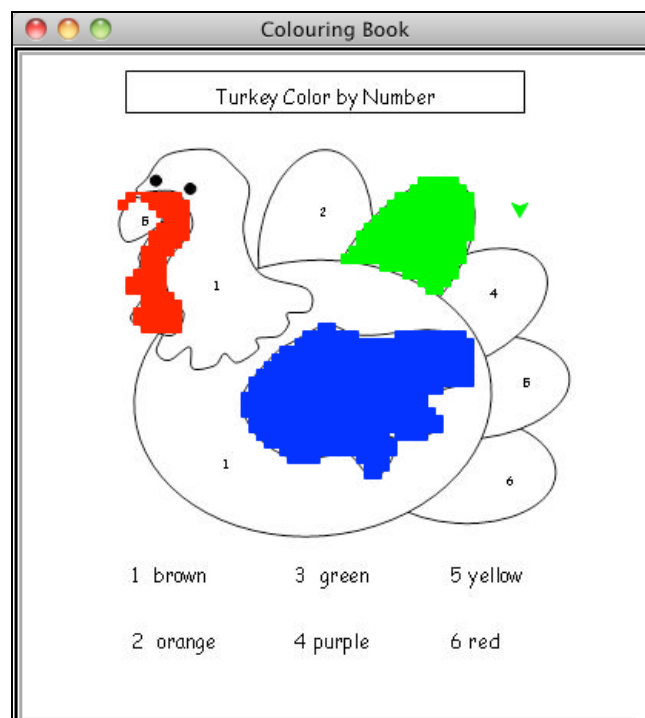 Colouring Book
Turkey Color by Number
2
5
1
4
5
1
6
1 brown 3 green 5 yellow
2 orange 4 purple 6 red